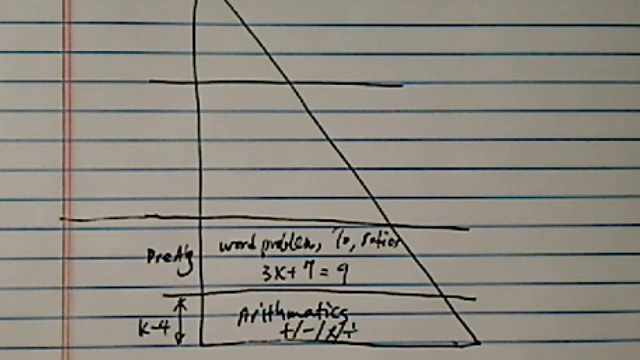 PreAlg word problem, %, ratios
3x + 7 = 9
K-4 Arithmatics
+/-/x/÷